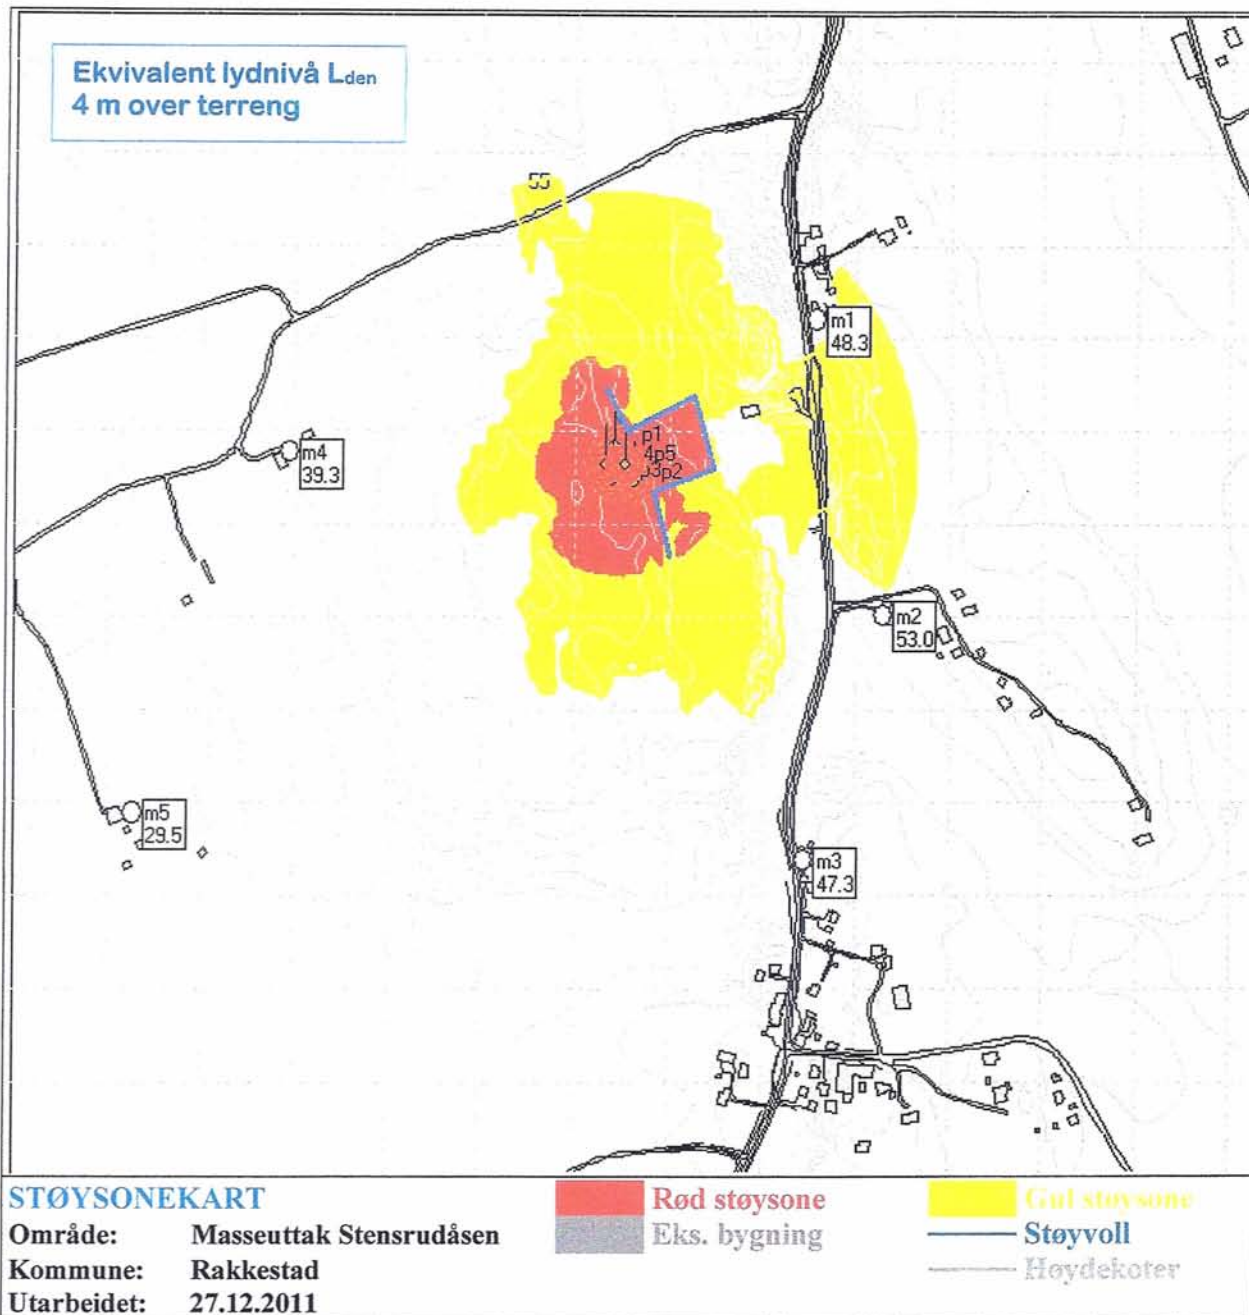 Ekvivalent lydnivå Lden
4 m over terreng
55
m1
48.3
p1
4p5
3p2
m4
39.3
m2
53.0
m5
29.5
m3
47.3
STØYSONEKART
Område: Masseuttak Stensrudåsen
Kommune: Rakkestad
Utarbeidet: 27.12.2011
Rød støysone
Eks. bygning
Gul støysone
Støyvoll
Høydekoter